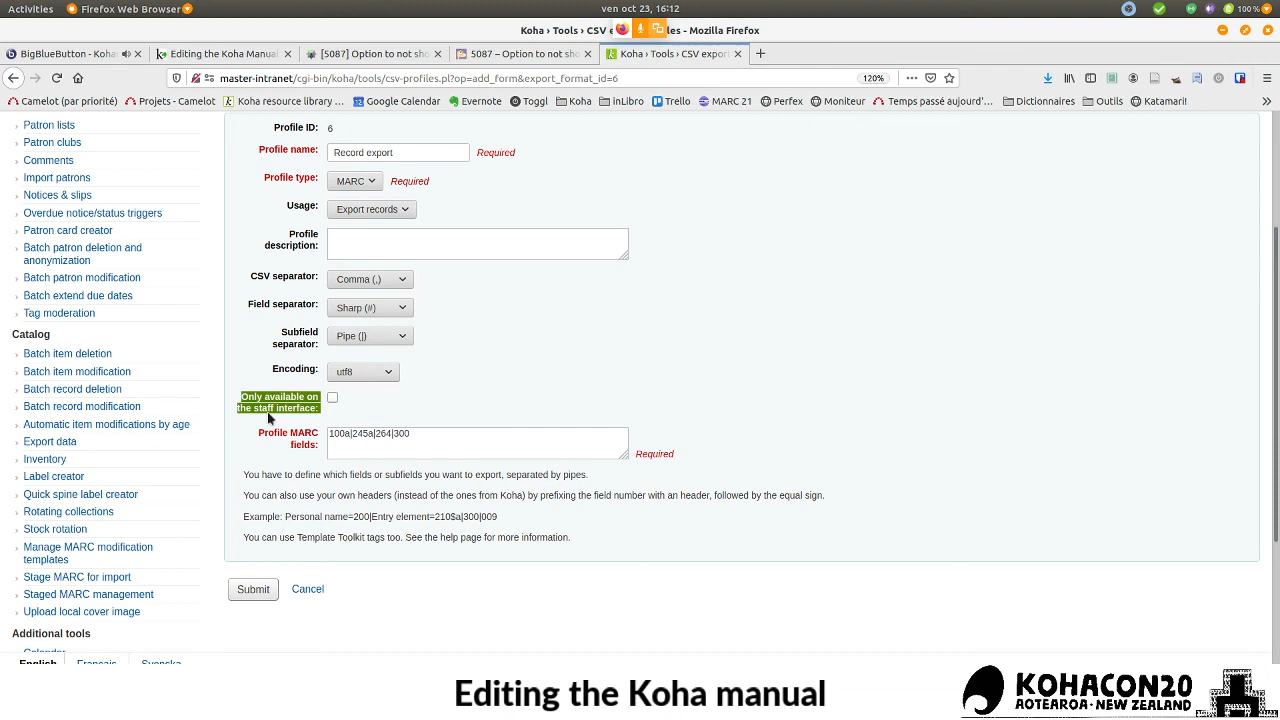 Activities Firefox Web Browser ven oct 23, 16:12 100 %
Koha › Tools › CSV e les - Mozilla Firefox
BigBlueButton - Koha Editing the Koha Manual [5087] Option to not sho 5087 – Option to not sho Koha › Tools › CSV export
master-intranet/cgi-bin/koha/tools/csv-profiles.pl?op=add_form&export_format_id=6 120%
Camelot (par priorité) Projets - Camelot Koha resource library ... Google Calendar Evernote Toggl Koha inLibro Trello MARC 21 Perfex Moniteur Temps passé aujourd'... Dictionnaires Outils Katamari!
Patron lists
Patron clubs
Comments
Import patrons
Notices & slips
Overdue notice/status triggers
Patron card creator
Batch patron deletion and
anonymization
Batch patron modification
Batch extend due dates
Tag moderation
Catalog
Batch item deletion
Batch item modification
Batch record deletion
Batch record modification
Automatic item modifications by age
Export data
Inventory
Label creator
Quick spine label creator
Rotating collections
Stock rotation
Manage MARC modification
templates
Stage MARC for import
Staged MARC management
Upload local cover image
Additional tools
English Français Svenska
Profile ID: 6
Profile name: Record export Required
Profile type: MARC Required
Usage: Export records
Profile
description:
CSV separator: Comma (,)
Field separator: Sharp (#)
Subfield
separator: Pipe (|)
Encoding: utf8
Only available on
the staff interface:
Profile MARC
fields: 100a|245a|264|300
Required
You have to define which fields or subfields you want to export, separated by pipes.
You can also use your own headers (instead of the ones from Koha) by prefixing the field number with an header, followed by the equal sign.
Example: Personal name=200|Entry element=210$a|300|009
You can use Template Toolkit tags too. See the help page for more information.
Submit Cancel
Editing the Koha manual
KOHACON20
AOTEAROA - NEW ZEALAND